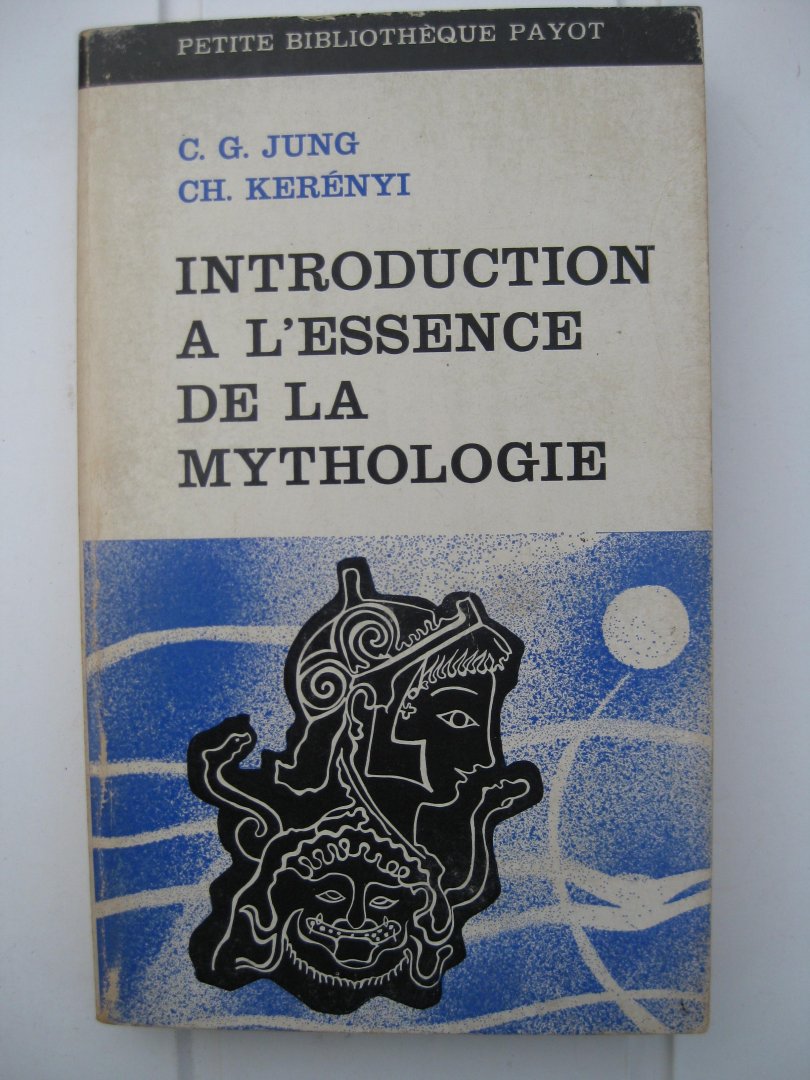 PETITE BIBLIOTHÈQUE PAYOT
C. G. JUNG
CH. KERÉNYI
INTRODUCTION
A L'ESSENCE
DE LA
MYTHOLOGIE